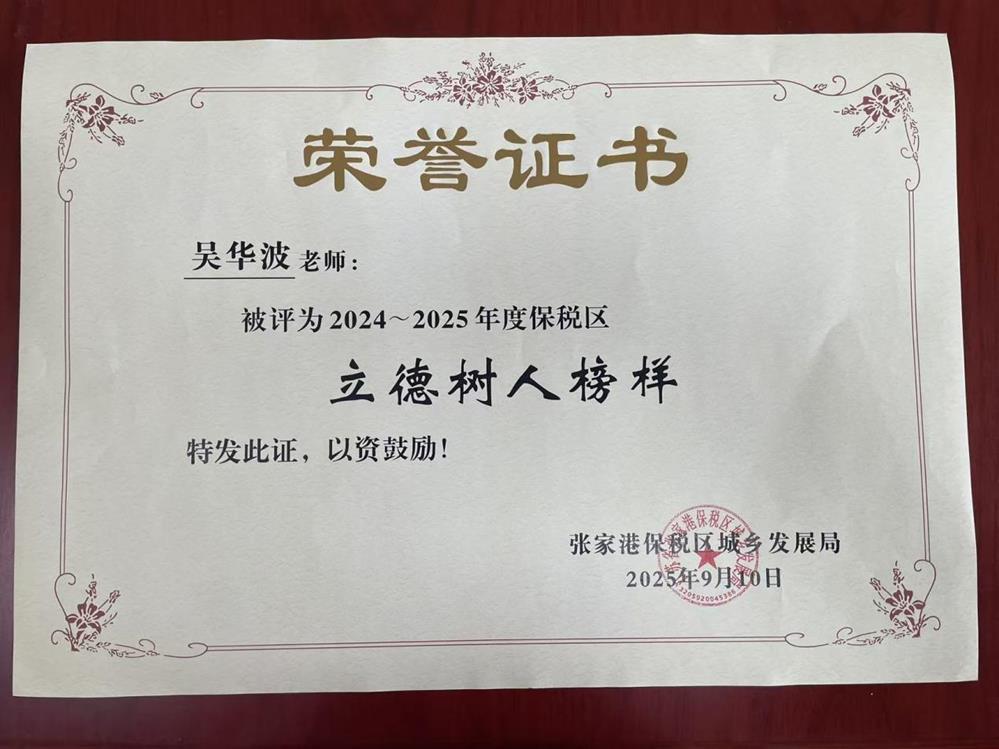 荣誉证书
吴华波老师：
被评为2024～2025年度保税区
立德树人榜样
特发此证，以资鼓励！
张家港保税区城乡发展局
2025年9月10日
3205920045386